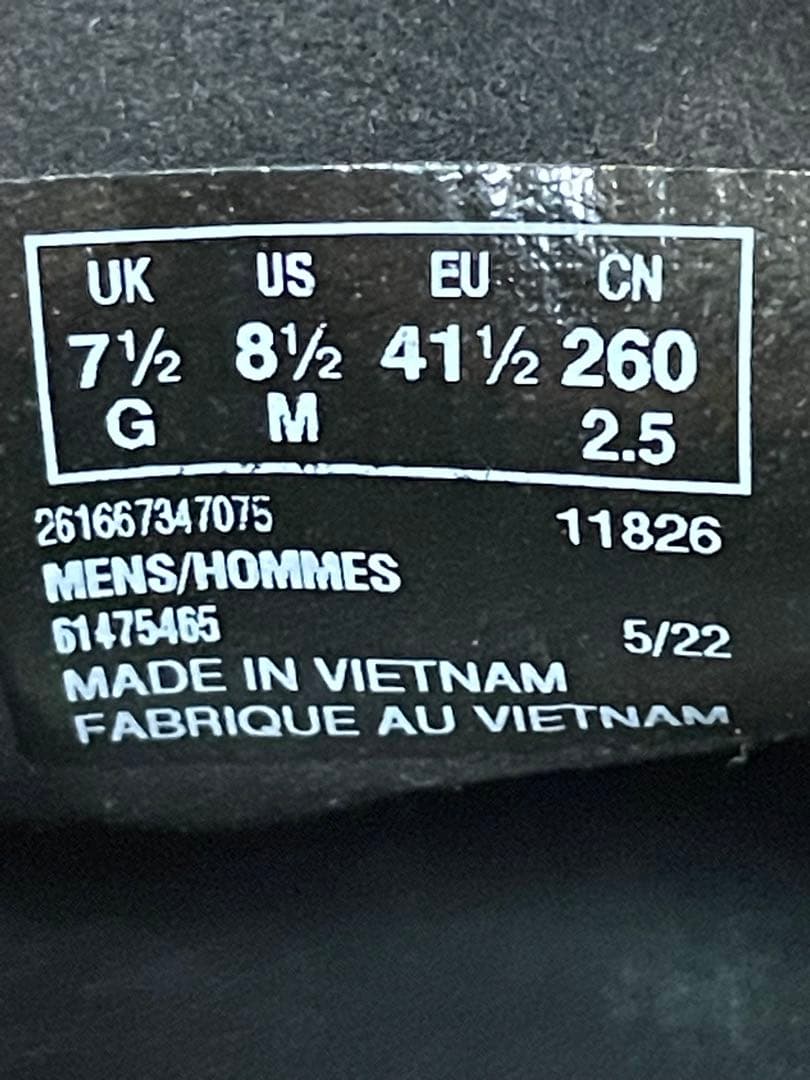 UK US EU CN
7½ 8½ 41½ 260
G M 2.5
261667347075 11826
MENS/HOMMES
61475465 5/22
MADE IN VIETNAM
FABRIQUE AU VIETNAM